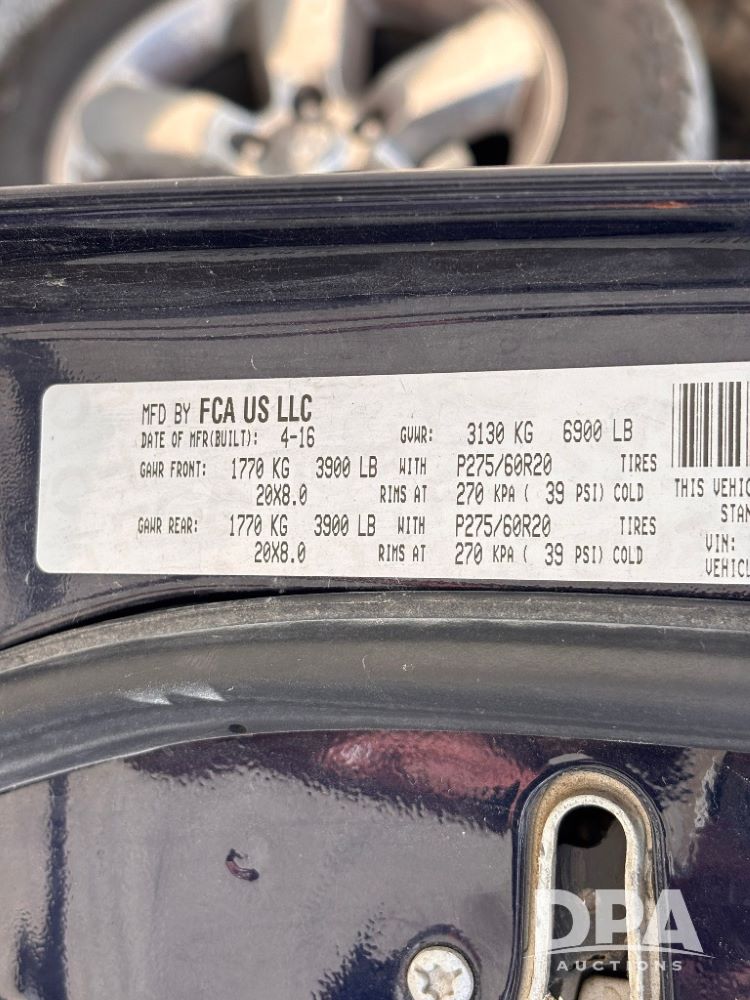 MFD BY FCA US LLC
DATE OF MFR(BUILT): 4-16 GVWR: 3130 KG 6900 LB
GAWR FRONT: 1770 KG 3900 LB WITH P275/60R20 TIRES
20X8.0 RIMS AT 270 KPA ( 39 PSI) COLD
GAWR REAR: 1770 KG 3900 LB WITH P275/60R20 TIRES
20X8.0 RIMS AT 270 KPA ( 39 PSI) COLD
THIS VEHIC
STAN
VIN:
VEHICL
DPA
AUCTIONS